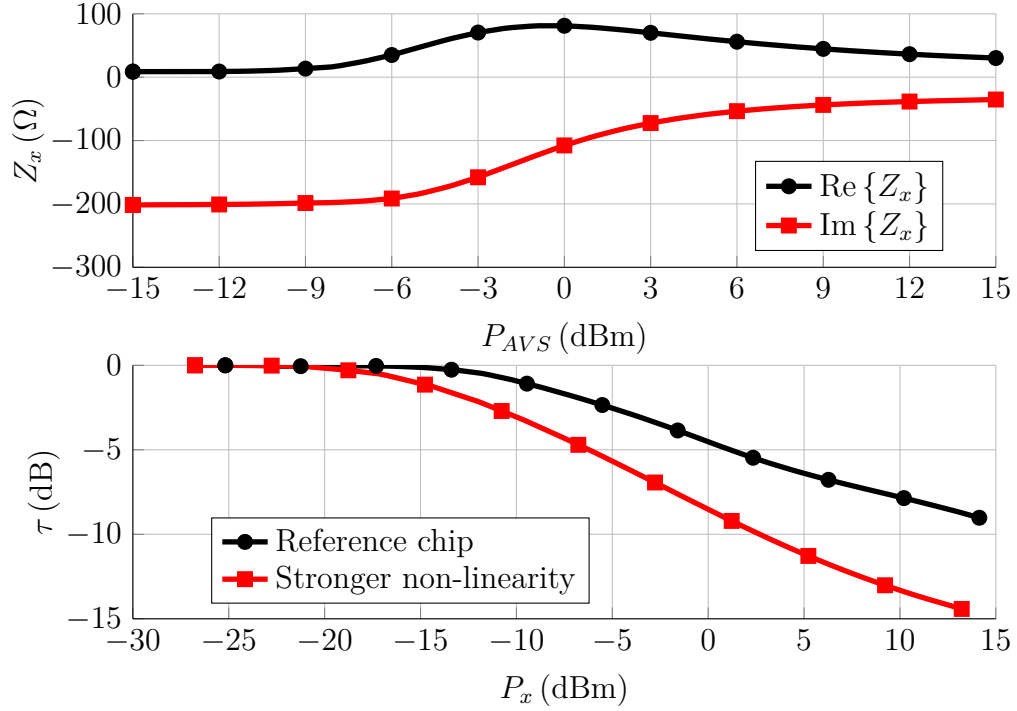 100
0
−100
−200
−300
Z_x (Ω)
Re {Z_x}
Im {Z_x}
−15 −12 −9 −6 −3 0 3 6 9 12 15
P_{AVS} (dBm)
0
−5
−10
−15
τ (dB)
Reference chip
Stronger non-linearity
−30 −25 −20 −15 −10 −5 0 5 10 15
P_x (dBm)